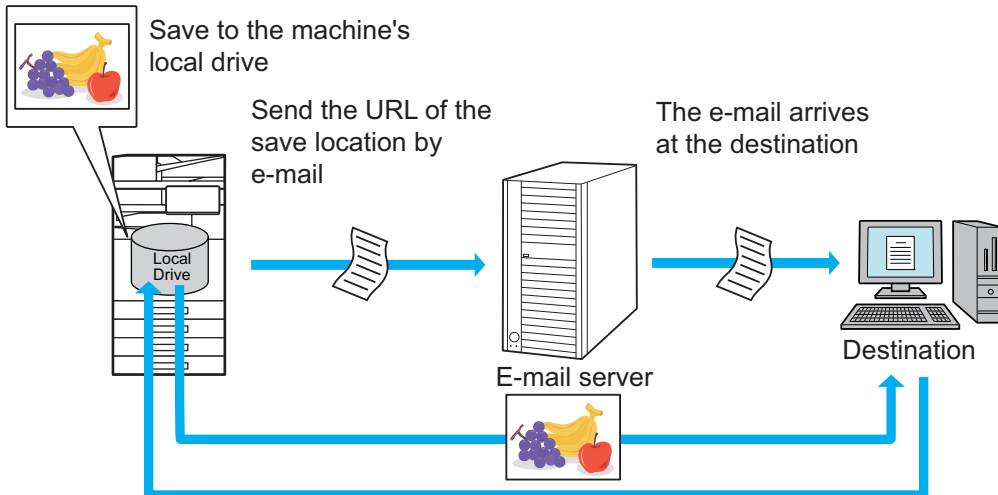 Save to the machine's
local drive
Send the URL of the
save location by
e-mail
The e-mail arrives
at the destination
Local
Drive
E-mail server
Destination